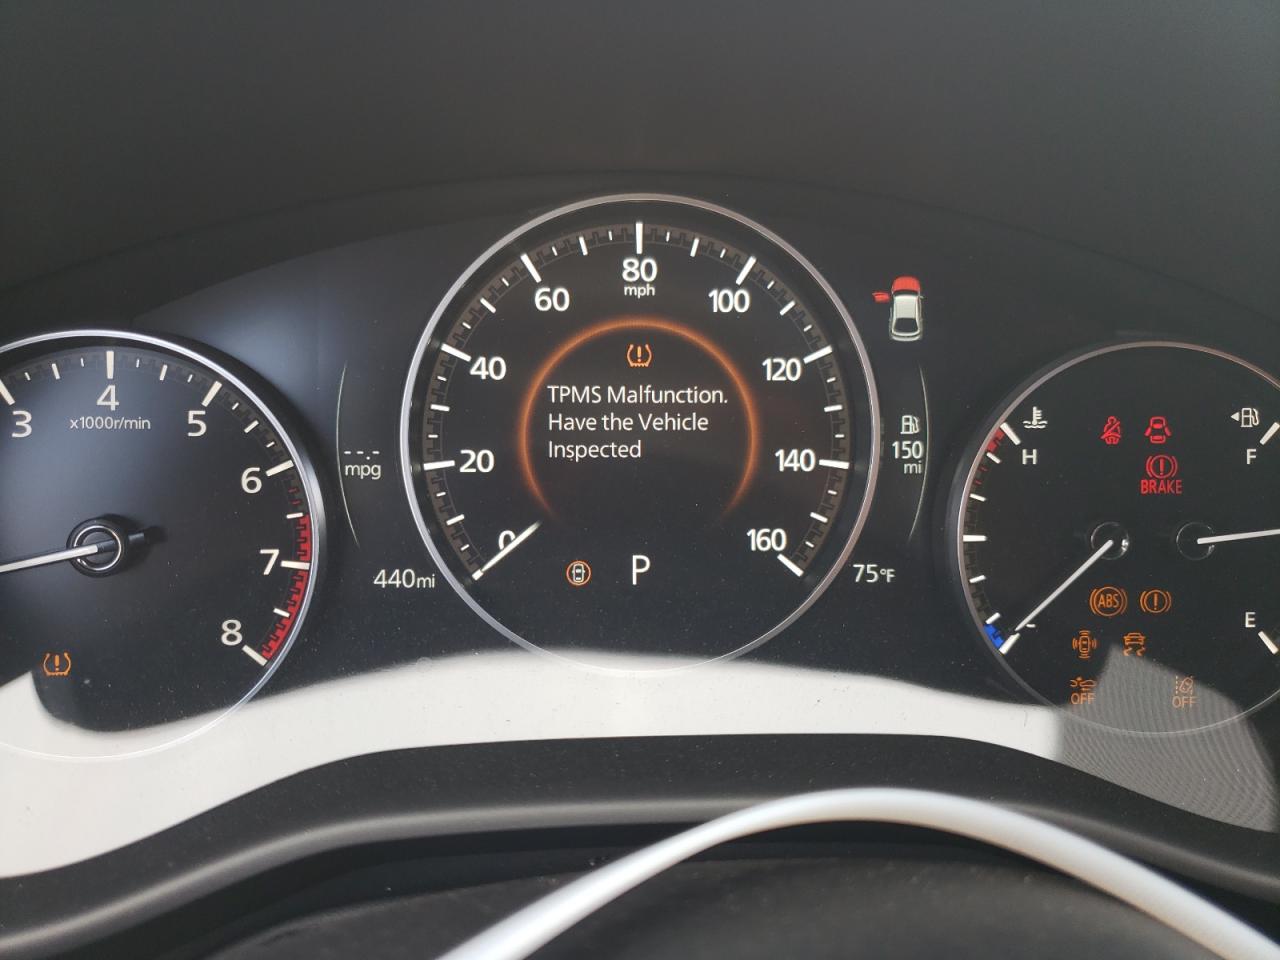 3
4
x1000r/min
5
6
7
8
--.-
mpg
440mi
0
20
40
60
80
mph
100
120
140
160
TPMS Malfunction.
Have the Vehicle
Inspected
P
150
mi
75°F
H
F
BRAKE
ABS
E
OFF
OFF